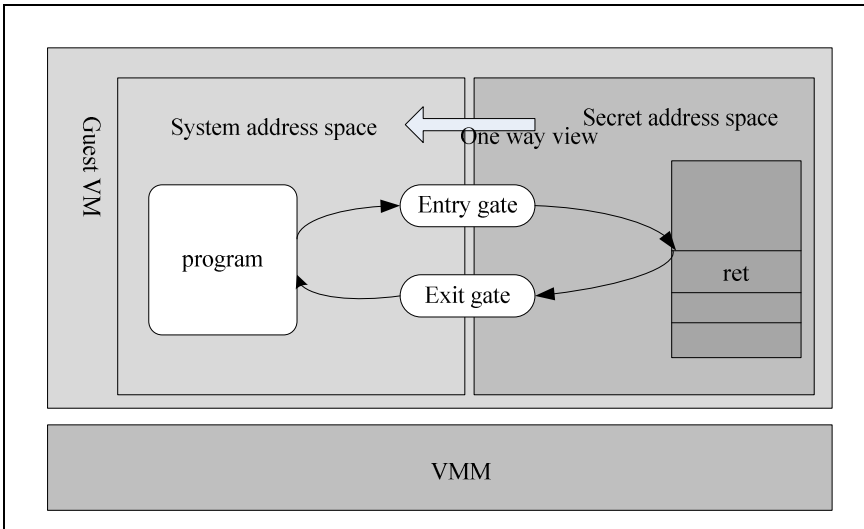 Guest VM
System address space
One way view
Secret address space
program
Entry gate
Exit gate
ret
VMM